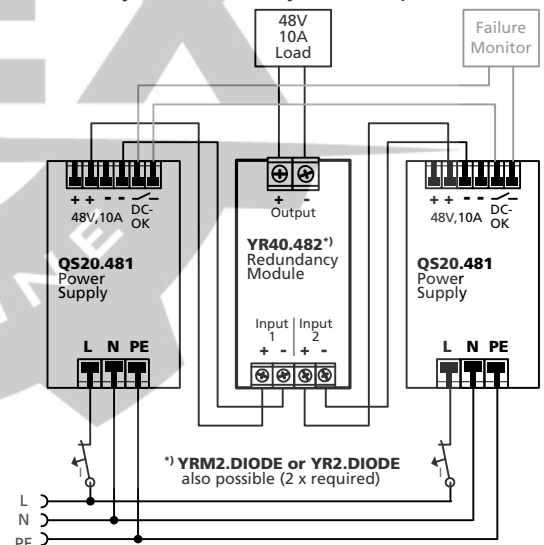 48V
10A
Load
Failure
Monitor
+ + - -
48V,10A
DC-
OK
QS20.481
Power
Supply
L N PE
+ -
Output
YR40.482*)
Redundancy
Module
Input
1
Input
2
+ - + -
+ + - -
48V,10A
DC-
OK
QS20.481
Power
Supply
L N PE
I
I
*) YRM2.DIODE or YR2.DIODE
also possible (2 x required)
L
N
PE